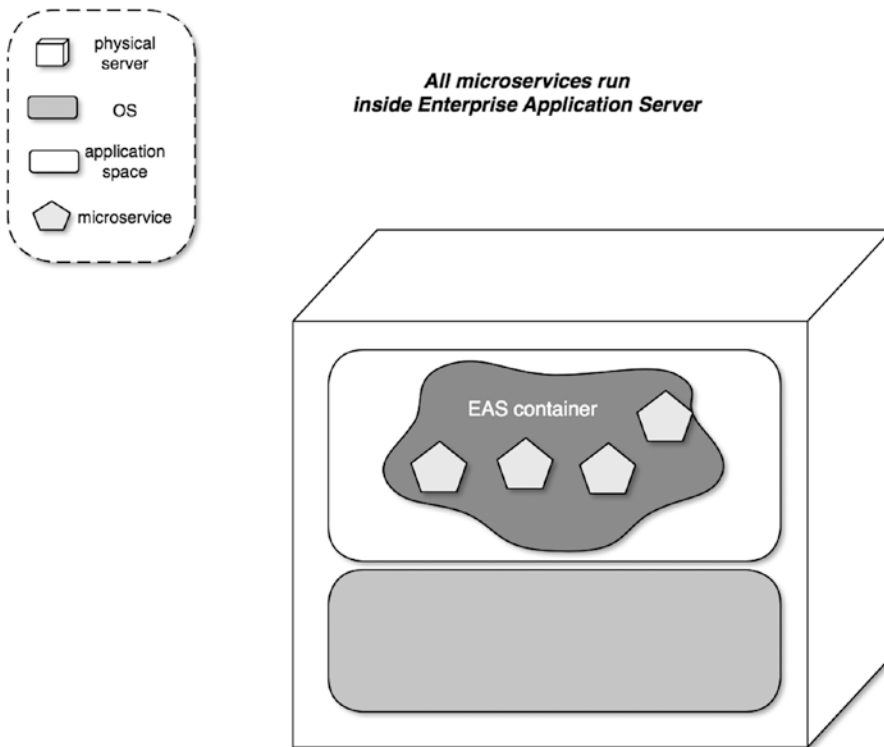 physical
server
OS
application
space
microservice
All microservices run
inside Enterprise Application Server
EAS container